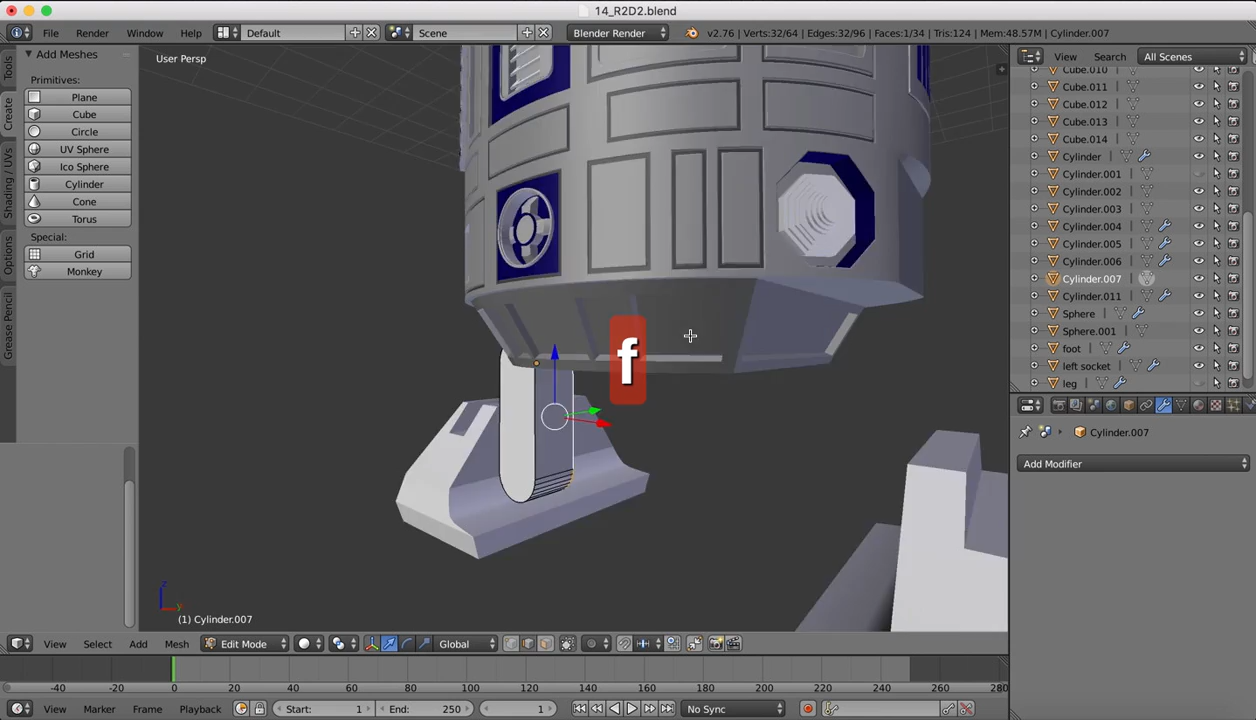 14_R2D2.blend
File Render Window Help Default Scene Blender Render v2.76 | Verts:32/64 | Edges:32/96 | Faces:1/34 | Tris:124 | Mem:48.57M | Cylinder.007
Add Meshes
Primitives:
Plane
Cube
Circle
UV Sphere
Ico Sphere
Cylinder
Cone
Torus
Special:
Grid
Monkey
Tools
Create
Shading / UVs
Options
Grease Pencil
User Persp
f
z
y
(1) Cylinder.007
View Search All Scenes
Cube.010
Cube.011
Cube.012
Cube.013
Cube.014
Cylinder
Cylinder.001
Cylinder.002
Cylinder.003
Cylinder.004
Cylinder.005
Cylinder.006
Cylinder.007
Cylinder.011
Sphere
Sphere.001
foot
left socket
leg
Cylinder.007
Add Modifier
View Select Add Mesh Edit Mode Global
-40 -20 0 20 40 60 80 100 120 140 160 180 200 220 240 260 280
View Marker Frame Playback Start: 1 End: 250 1 No Sync